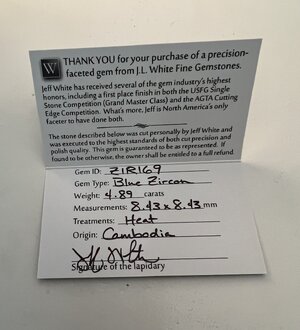 W
THANK YOU for your purchase of a precision-
faceted gem from J.L. White Fine Gemstones.
Jeff White has received several of the gem industry's highest
honors, including a first place finish in both the USFG Single
Stone Competition (Grand Master Class) and the AGTA Cutting
Edge Competition. What's more, Jeff is North America's only
faceter to have done both.
The stone described below was cut personally by Jeff White and
was executed to the highest standards of both cut precision and
polish quality. This gem is guaranteed to be as represented. If
found to be otherwise, the owner shall be entitled to a full refund.
Gem ID: ZIR169
Gem Type: Blue Zircon
Weight: 4.89 carats
Measurements: 8.43 x 8.43 mm
Treatments: Heat
Origin: Cambodia
Signature of the lapidary